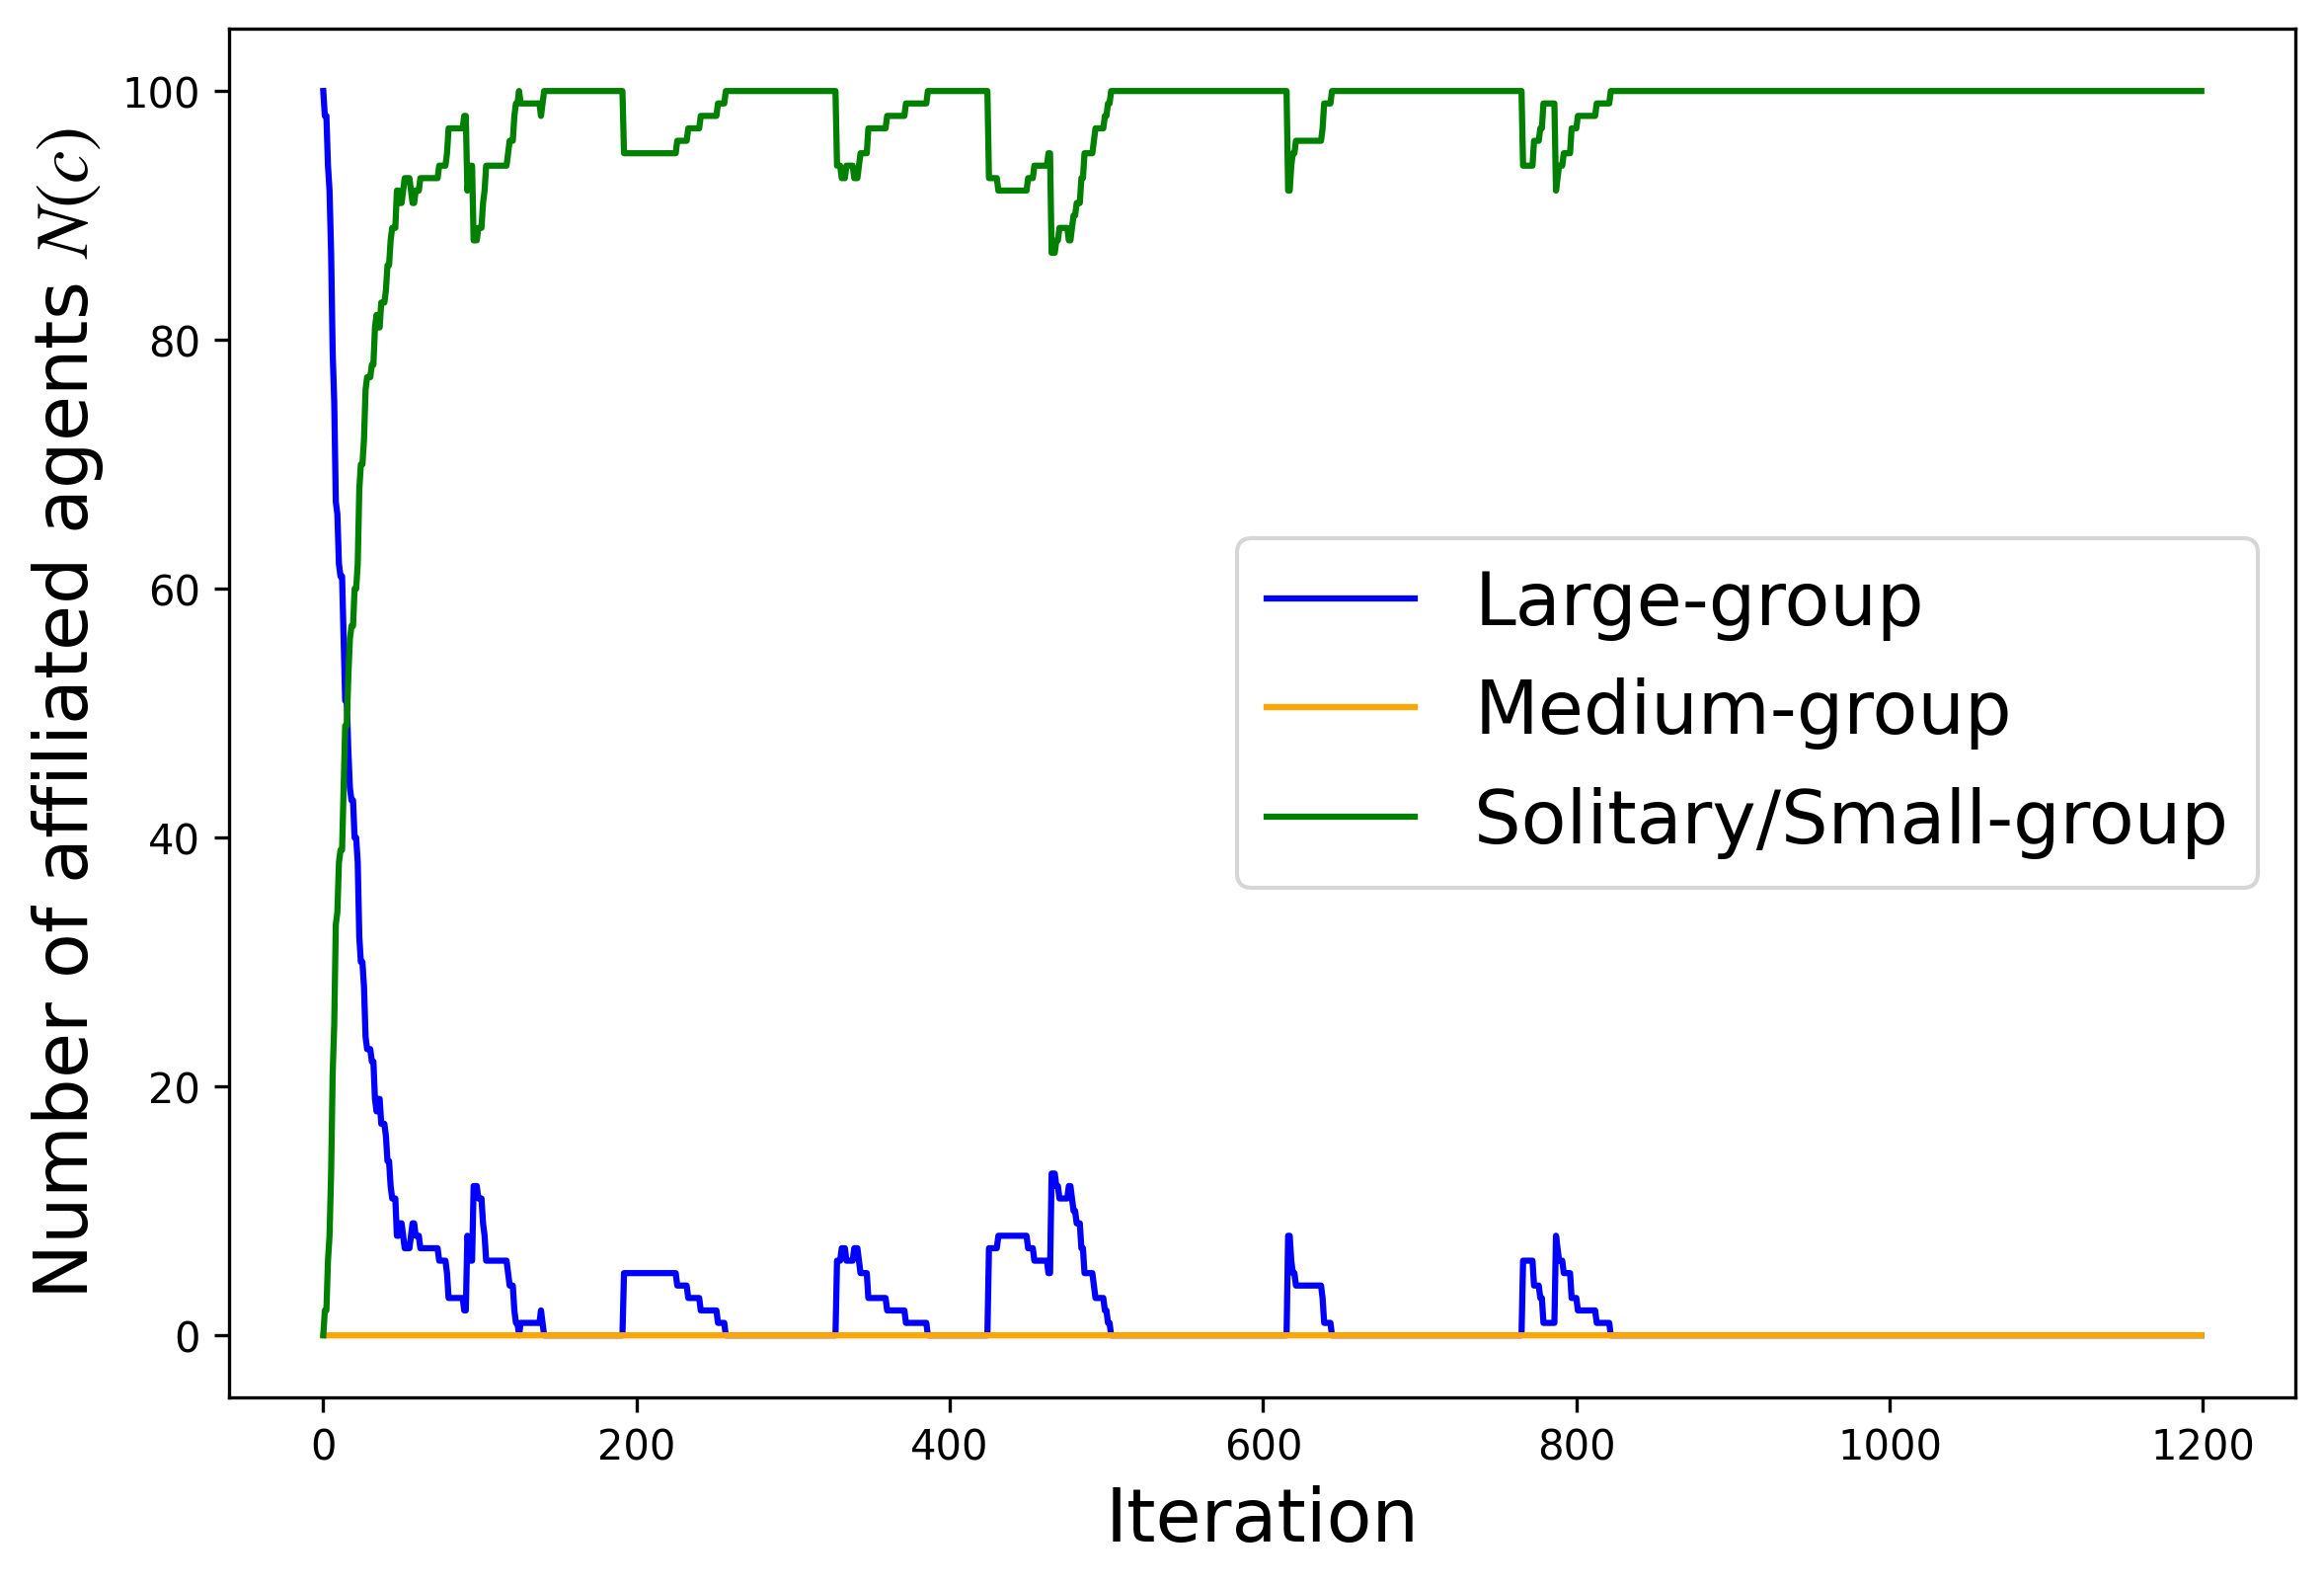 Number of affiliated agents N(c)
100
80
60
40
20
0
Large-group
Medium-group
Solitary/Small-group
0 200 400 600 800 1000 1200
Iteration